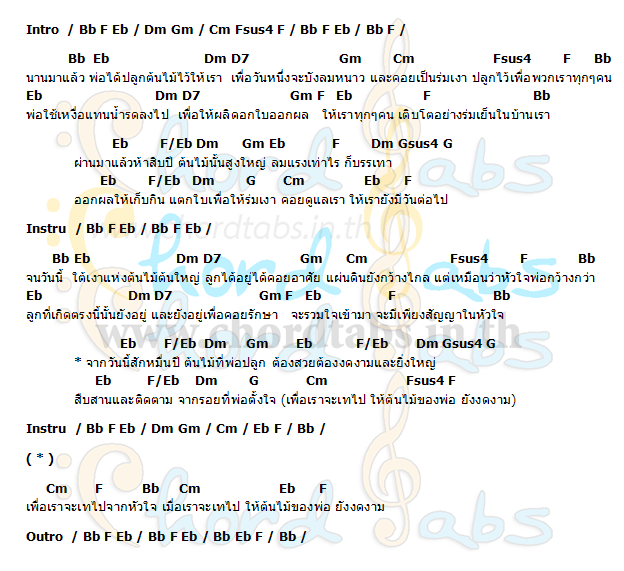 Intro / Bb F Eb / Dm Gm / Cm Fsus4 F / Bb F Eb / Bb F /
Bb Eb Dm D7 Gm Cm Fsus4 F Bb
นานมาแล้ว พ่อได้ปลูกต้นไม้ไว้ให้เรา เพื่อวันหนึ่งจะบังลมหนาว และคอยเป็นร่มเงา ปลูกไว้เพื่อพวกเราทุกๆคน
Eb Dm D7 Gm F Eb F Bb
พ่อใช้เหงื่อแทนน้ำรดลงไป เพื่อให้ผลิดอกใบออกผล ให้เราทุกๆคน เติบโตอย่างร่มเย็นในบ้านเรา
Eb F/Eb Dm Gm Eb F Dm Gsus4 G
ผ่านมาแล้วห้าสิบปี ต้นไม้นั้นสูงใหญ่ ลมแรงเท่าไร ก็บรรเทา
Eb F/Eb Dm G Cm Eb F
ออกผลให้เก็บกิน แตกใบเพื่อให้ร่มเงา คอยดูแลเรา ให้เรายังมีวันต่อไป
Instru / Bb F Eb / Bb F Eb /
Bb Eb Dm D7 Gm Cm Fsus4 F Bb
จนวันนี้ ใต้เงาแห่งต้นไม้ต้นใหญ่ ลูกได้อยู่ได้คอยอาศัย แผ่นดินยังกว้างไกล แต่เหมือนว่าหัวใจพ่อกว้างกว่า
Eb Dm D7 Gm F Eb F Bb
ลูกที่เกิดตรงนี้นั้นยังอยู่ และยังอยู่เพื่อคอยรักษา จะรวมใจเข้ามา จะมีเพียงสัญญาในหัวใจ
Eb F/Eb Dm Gm Eb F/Eb Dm Gsus4 G
* จากวันนี้สักหมื่นปี ต้นไม้ที่พ่อปลูก ต้องสวยต้องงดงามและยิ่งใหญ่
Eb F/Eb Dm G Cm Fsus4 F
สืบสานและติดตาม จากรอยที่พ่อตั้งใจ (เพื่อเราจะเทไป ให้ต้นไม้ของพ่อ ยังงดงาม)
Instru / Bb F Eb / Dm Gm / Cm / Eb F / Bb /
( * )
Cm F Bb Cm Eb F
เพื่อเราจะเทไปจากหัวใจ เมื่อเราจะเทไป ให้ต้นไม้ของพ่อ ยังงดงาม
Outro / Bb F Eb / Bb F Eb / Bb Eb F / Bb /
Chord Tabs
www.chordtabs.in.th
www.chordtabs.in.th
Chord Tabs